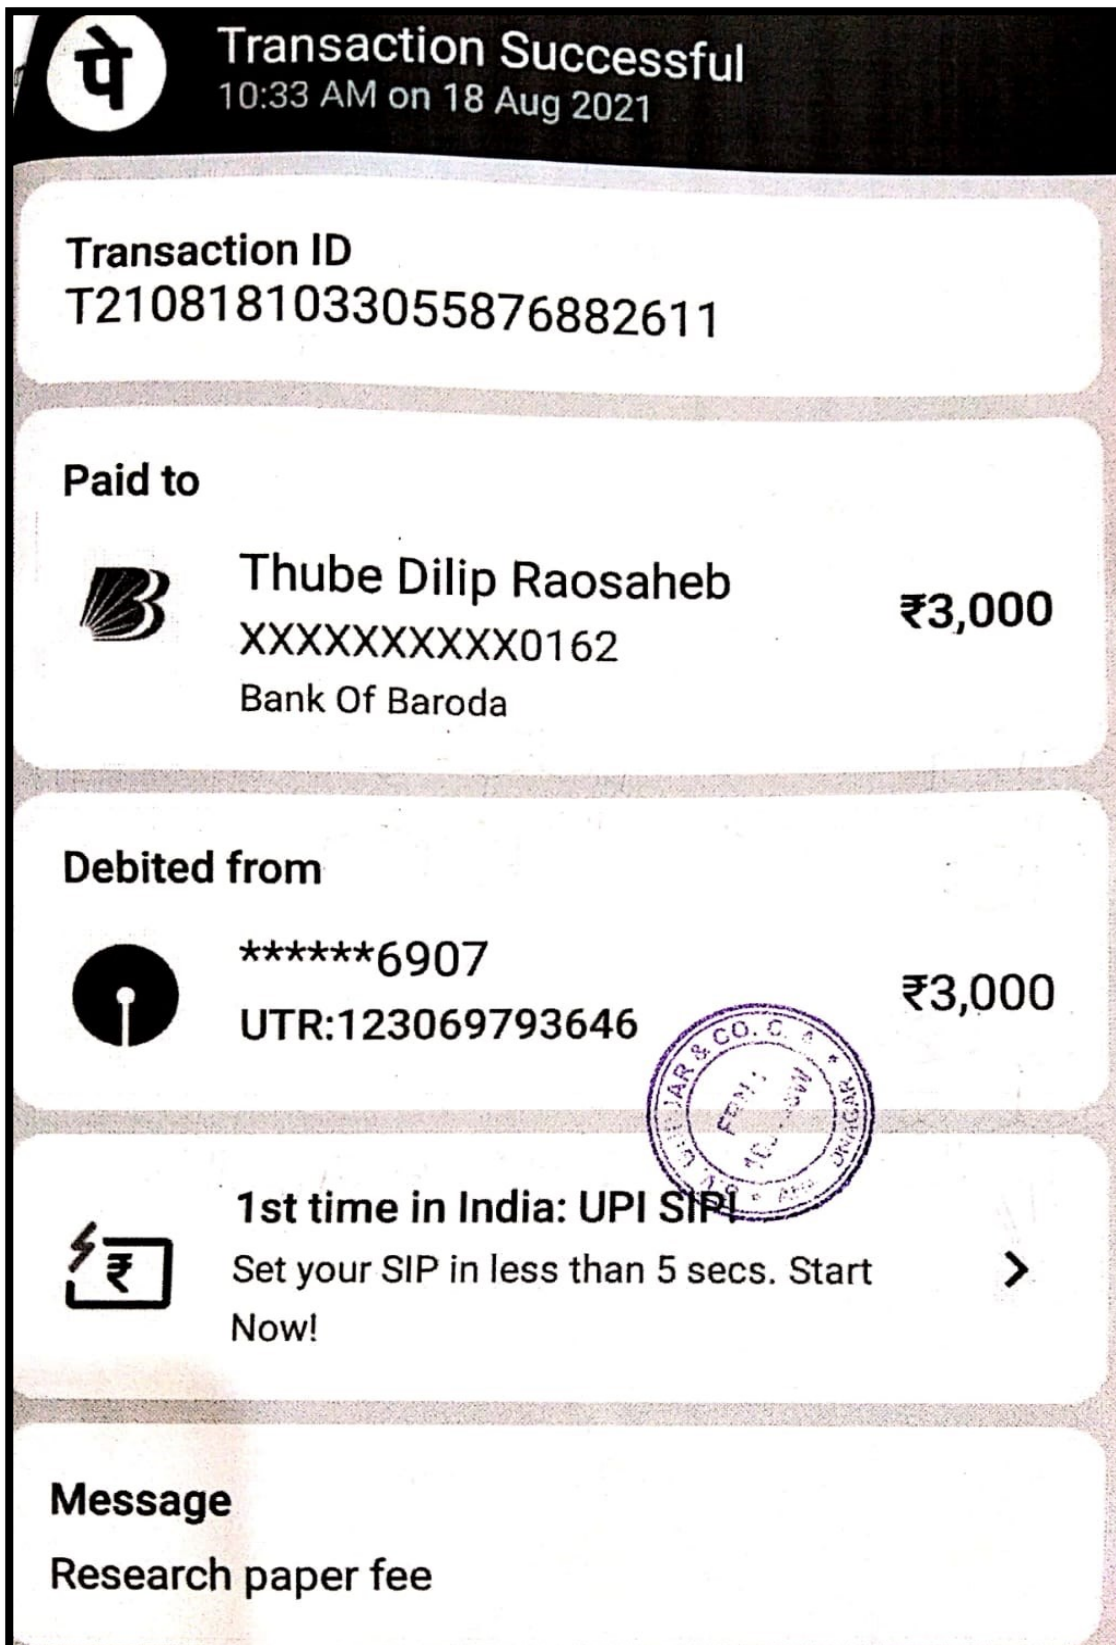 पे
Transaction Successful
10:33 AM on 18 Aug 2021
Transaction ID
T2108181033055876882611
Paid to
Thube Dilip Raosaheb
₹3,000
XXXXXXXXXX0162
Bank Of Baroda
Debited from
******6907
₹3,000
UTR:123069793646
& CO. C. A
1st time in India: UPI SIP!
Set your SIP in less than 5 secs. Start
Now!
Message
Research paper fee